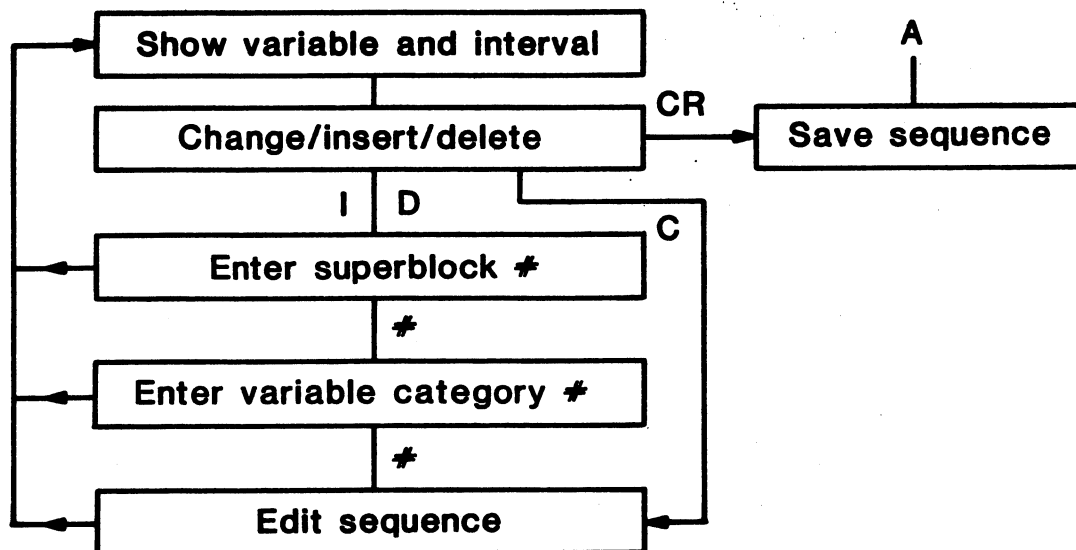 Show variable and interval
A
Change/insert/delete
CR
Save sequence
I D
C
Enter superblock #
#
Enter variable category #
#
Edit sequence